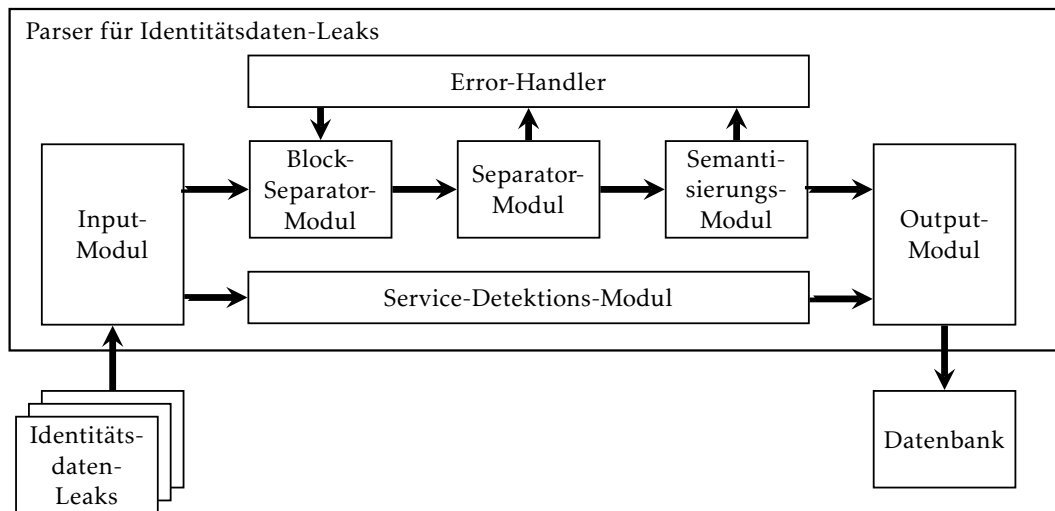 Parser für Identitätsdaten-Leaks
Error-Handler
Input-
Modul
Block-
Separator-
Modul
Separator-
Modul
Semanti-
sierungs-
Modul
Output-
Modul
Service-Detektions-Modul
Identitäts-
daten-
Leaks
Datenbank